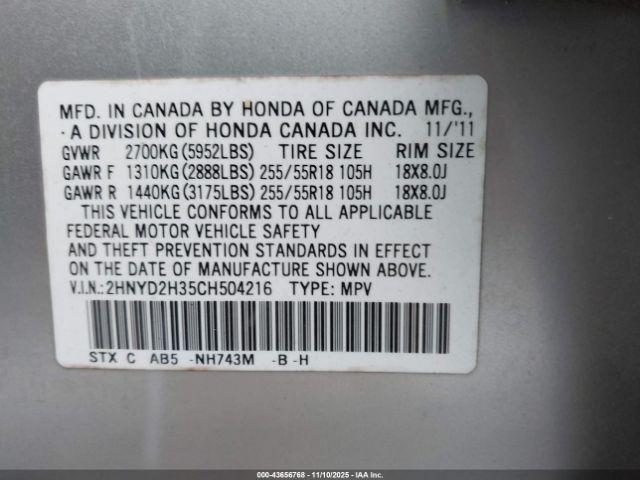 MFD. IN CANADA BY HONDA OF CANADA MFG.,
· A DIVISION OF HONDA CANADA INC. 11/'11
GVWR 2700KG(5952LBS) TIRE SIZE RIM SIZE
GAWR F 1310KG(2888LBS) 255/55R18 105H 18X8.0J
GAWR R 1440KG(3175LBS) 255/55R18 105H 18X8.0J
THIS VEHICLE CONFORMS TO ALL APPLICABLE
FEDERAL MOTOR VEHICLE SAFETY
AND THEFT PREVENTION STANDARDS IN EFFECT
ON THE DATE OF MANUFACTURE SHOWN ABOVE.
V.I.N.:2HNYD2H35CH504216 TYPE: MPV
STX C AB5 -NH743M -B -H
000-43656768 - 11/10/2025 - IAA Inc.